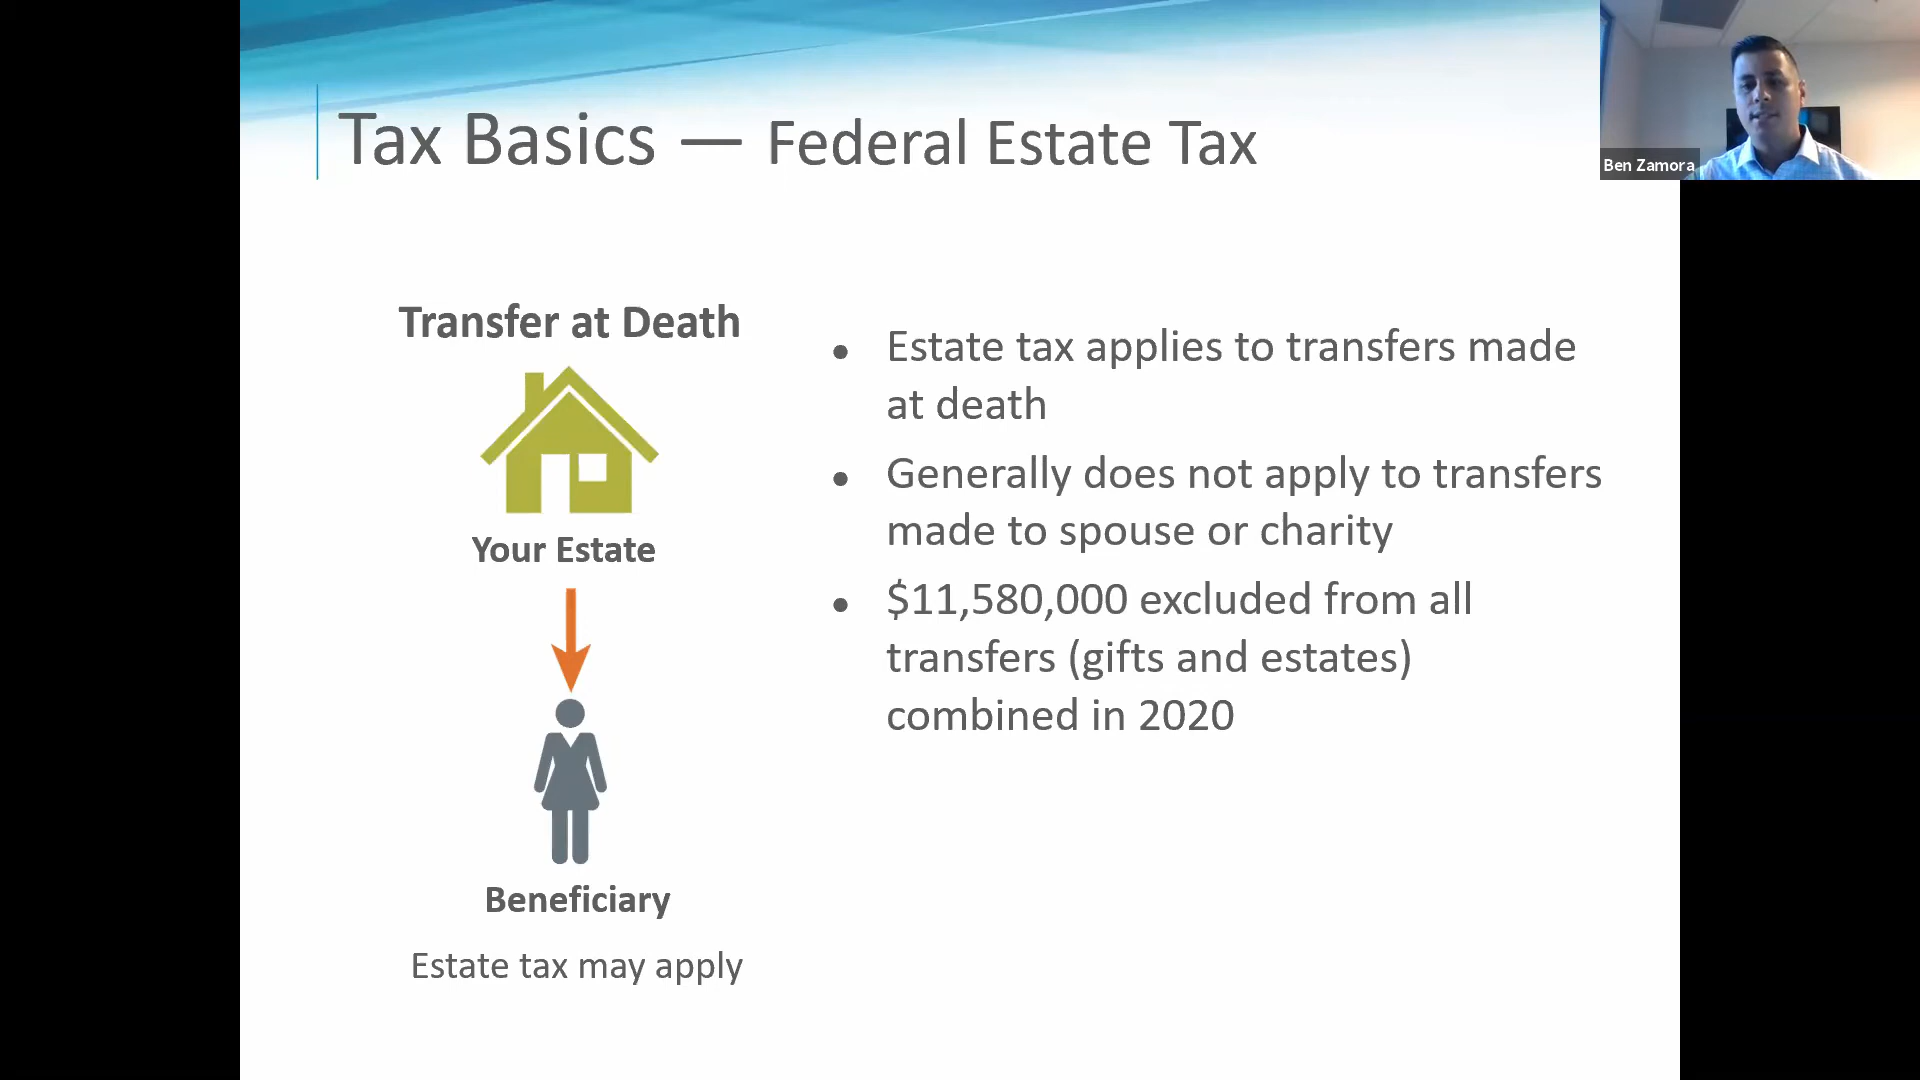 Tax Basics — Federal Estate Tax
Ben Zamora
Transfer at Death
Your Estate
Beneficiary
Estate tax may apply
• Estate tax applies to transfers made
at death
• Generally does not apply to transfers
made to spouse or charity
• $11,580,000 excluded from all
transfers (gifts and estates)
combined in 2020